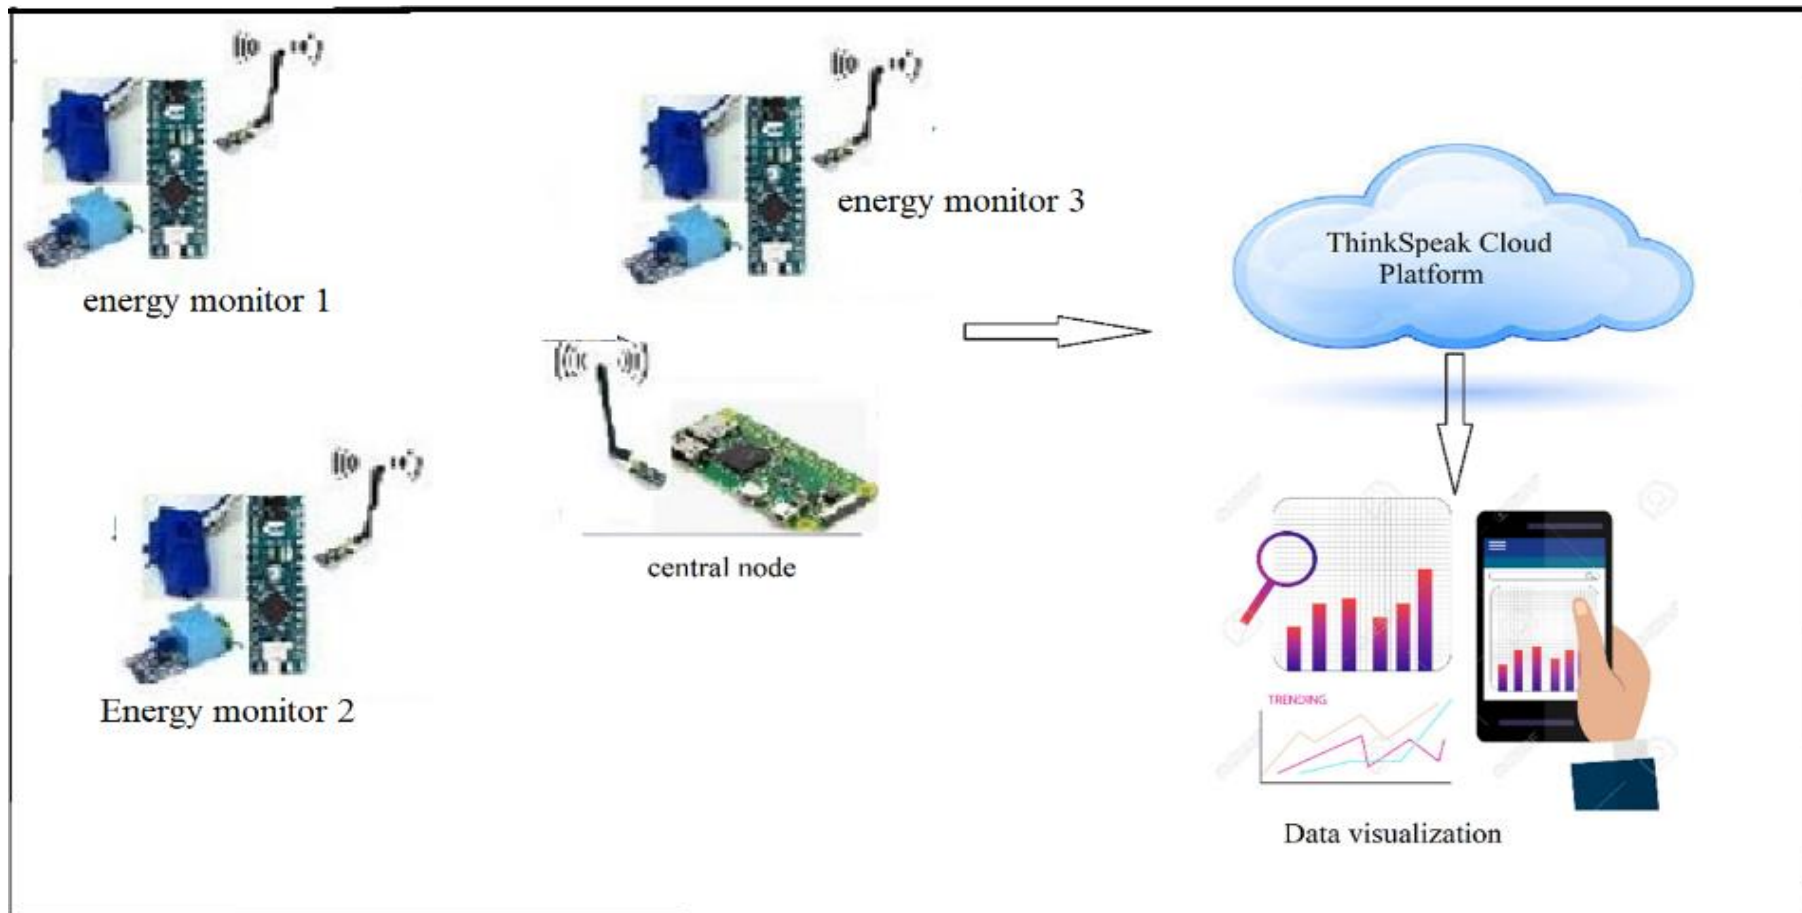 energy monitor 1
energy monitor 3
ThinkSpeak Cloud
Platform
central node
Energy monitor 2
TRENDING
Data visualization